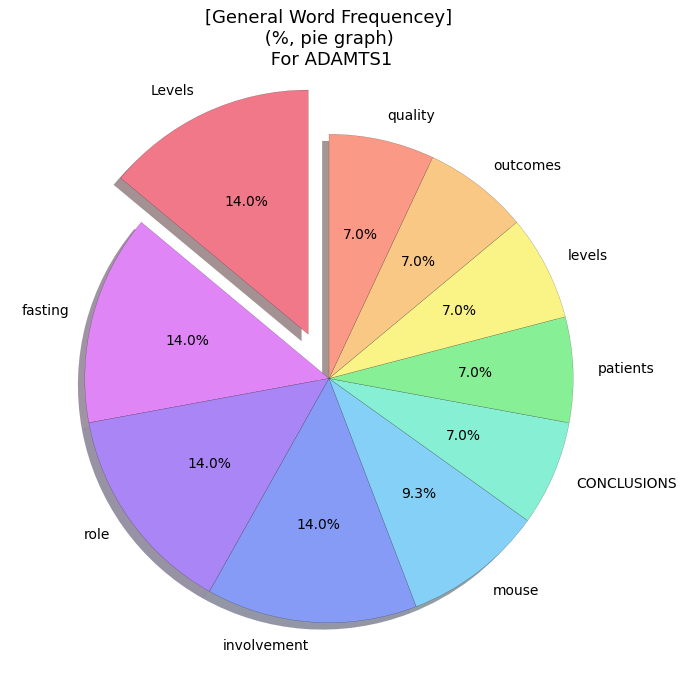 [General Word Frequencey]
(%, pie graph)
For ADAMTS1
Levels
14.0%
fasting
14.0%
role
14.0%
involvement
14.0%
mouse
9.3%
CONCLUSIONS
7.0%
patients
7.0%
levels
7.0%
outcomes
7.0%
quality
7.0%